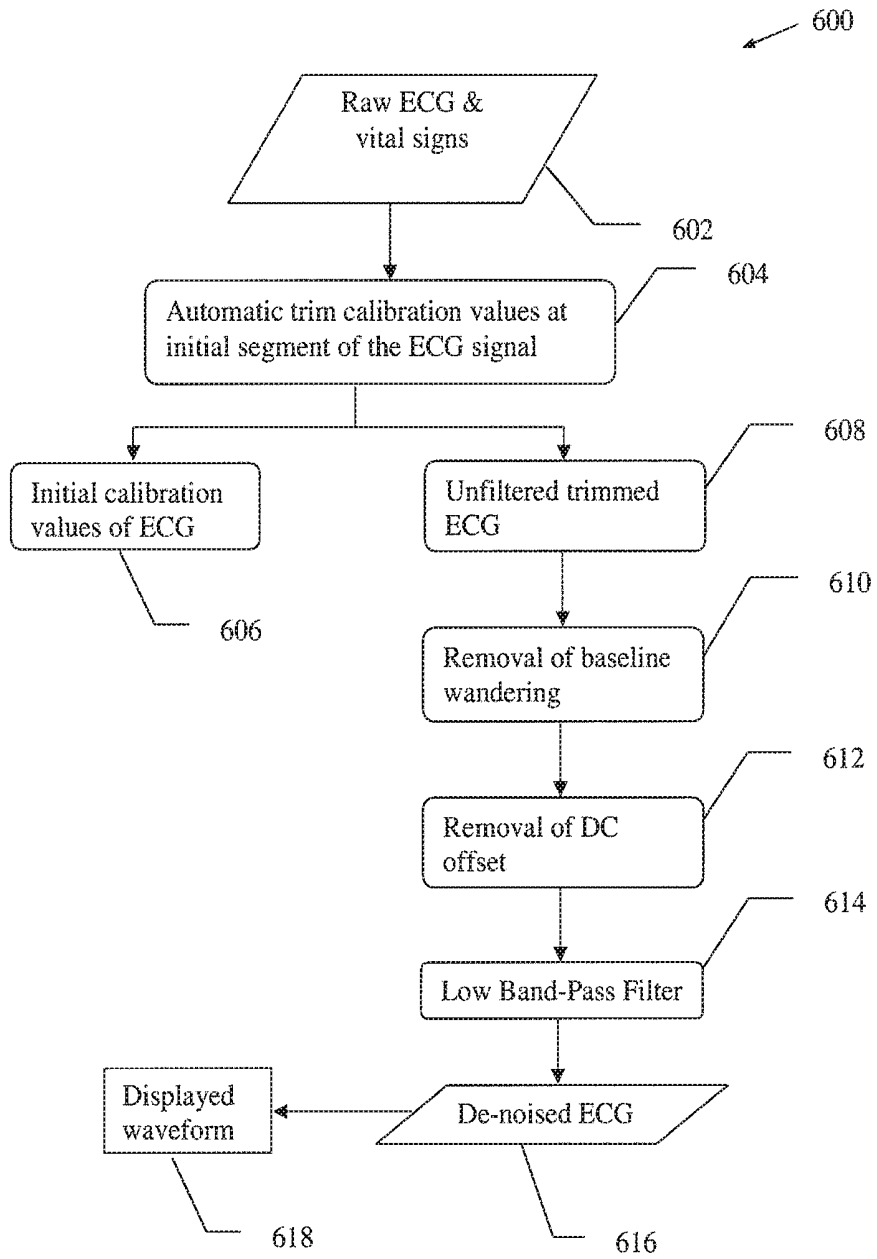 600
Raw ECG &
vital signs
602
604
Automatic trim calibration values at
initial segment of the ECG signal
608
Initial calibration
values of ECG
Unfiltered trimmed
ECG
606
610
Removal of baseline
wandering
612
Removal of DC
offset
614
Low Band-Pass Filter
Displayed
waveform
De-noised ECG
618
616